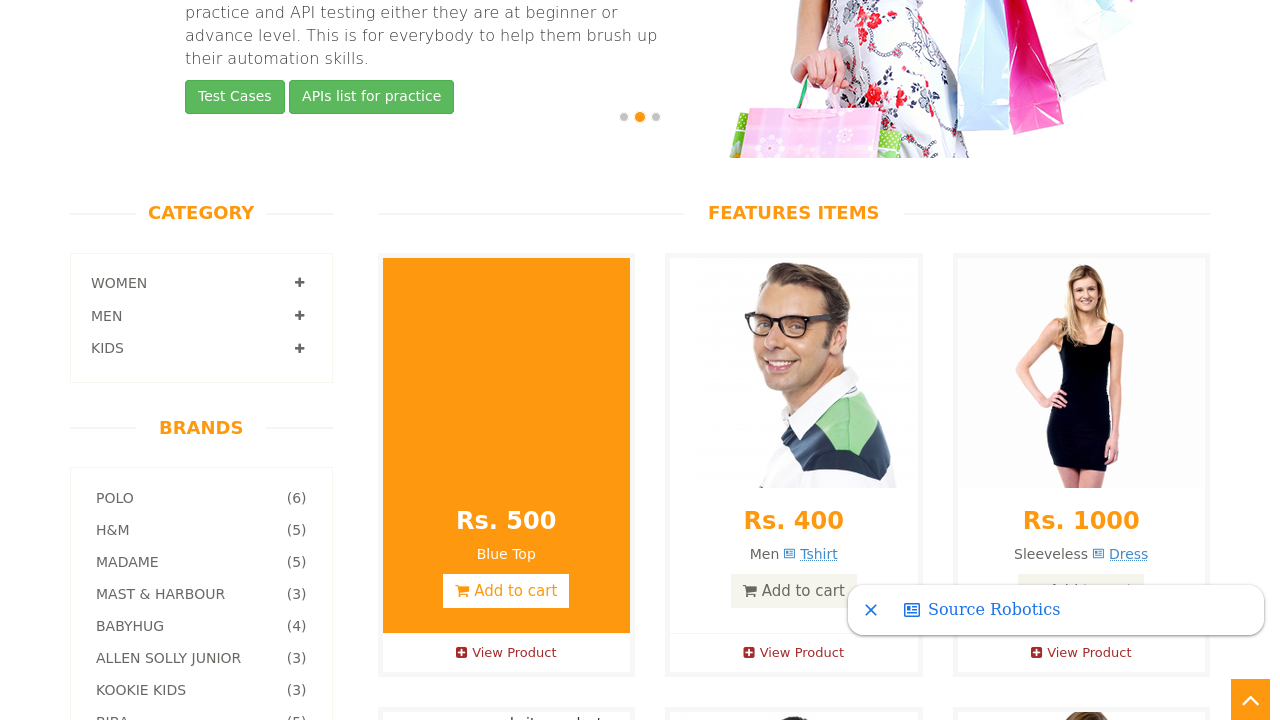 practice and API testing either they are at beginner or
advance level. This is for everybody to help them brush up
their automation skills.
Test Cases
APIs list for practice
CATEGORY
WOMEN
MEN
KIDS
BRANDS
POLO (6)
H&M (5)
MADAME (5)
MAST & HARBOUR (3)
BABYHUG (4)
ALLEN SOLLY JUNIOR (3)
KOOKIE KIDS (3)
FEATURES ITEMS
Rs. 500
Blue Top
Add to cart
View Product
Rs. 400
Men Tshirt
Add to cart
View Product
Rs. 1000
Sleeveless Dress
View Product
Source Robotics